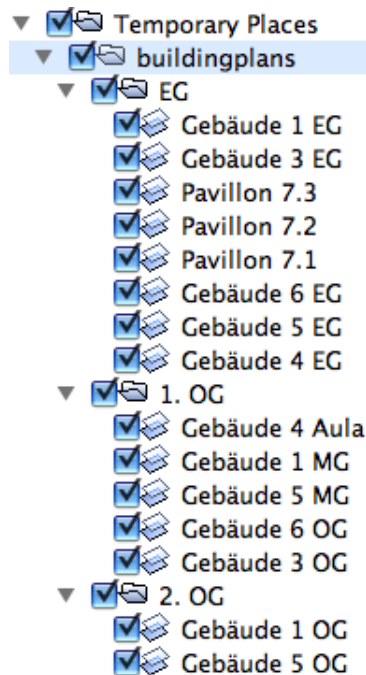 Temporary Places
buildingplans
EG
Gebäude 1 EG
Gebäude 3 EG
Pavillon 7.3
Pavillon 7.2
Pavillon 7.1
Gebäude 6 EG
Gebäude 5 EG
Gebäude 4 EG
1. OG
Gebäude 4 Aula
Gebäude 1 MG
Gebäude 5 MG
Gebäude 6 OG
Gebäude 3 OG
2. OG
Gebäude 1 OG
Gebäude 5 OG